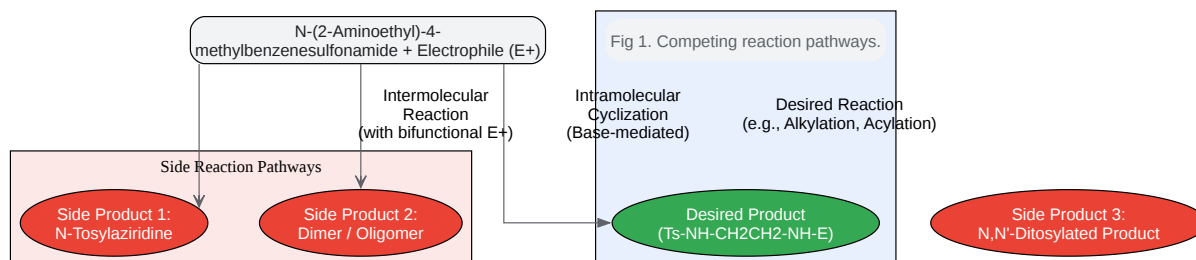 N-(2-Aminoethyl)-4-
methylbenzenesulfonamide + Electrophile (E+)
Fig 1. Competing reaction pathways.
Intermolecular
Reaction
(with bifunctional E+)
Intramolecular
Cyclization
(Base-mediated)
Desired Reaction
(e.g., Alkylation, Acylation)
Side Reaction Pathways
Side Product 1:
N-Tosylaziridine
Side Product 2:
Dimer / Oligomer
Desired Product
(Ts-NH-CH2CH2-NH-E)
Side Product 3:
N,N'-Ditosylated Product